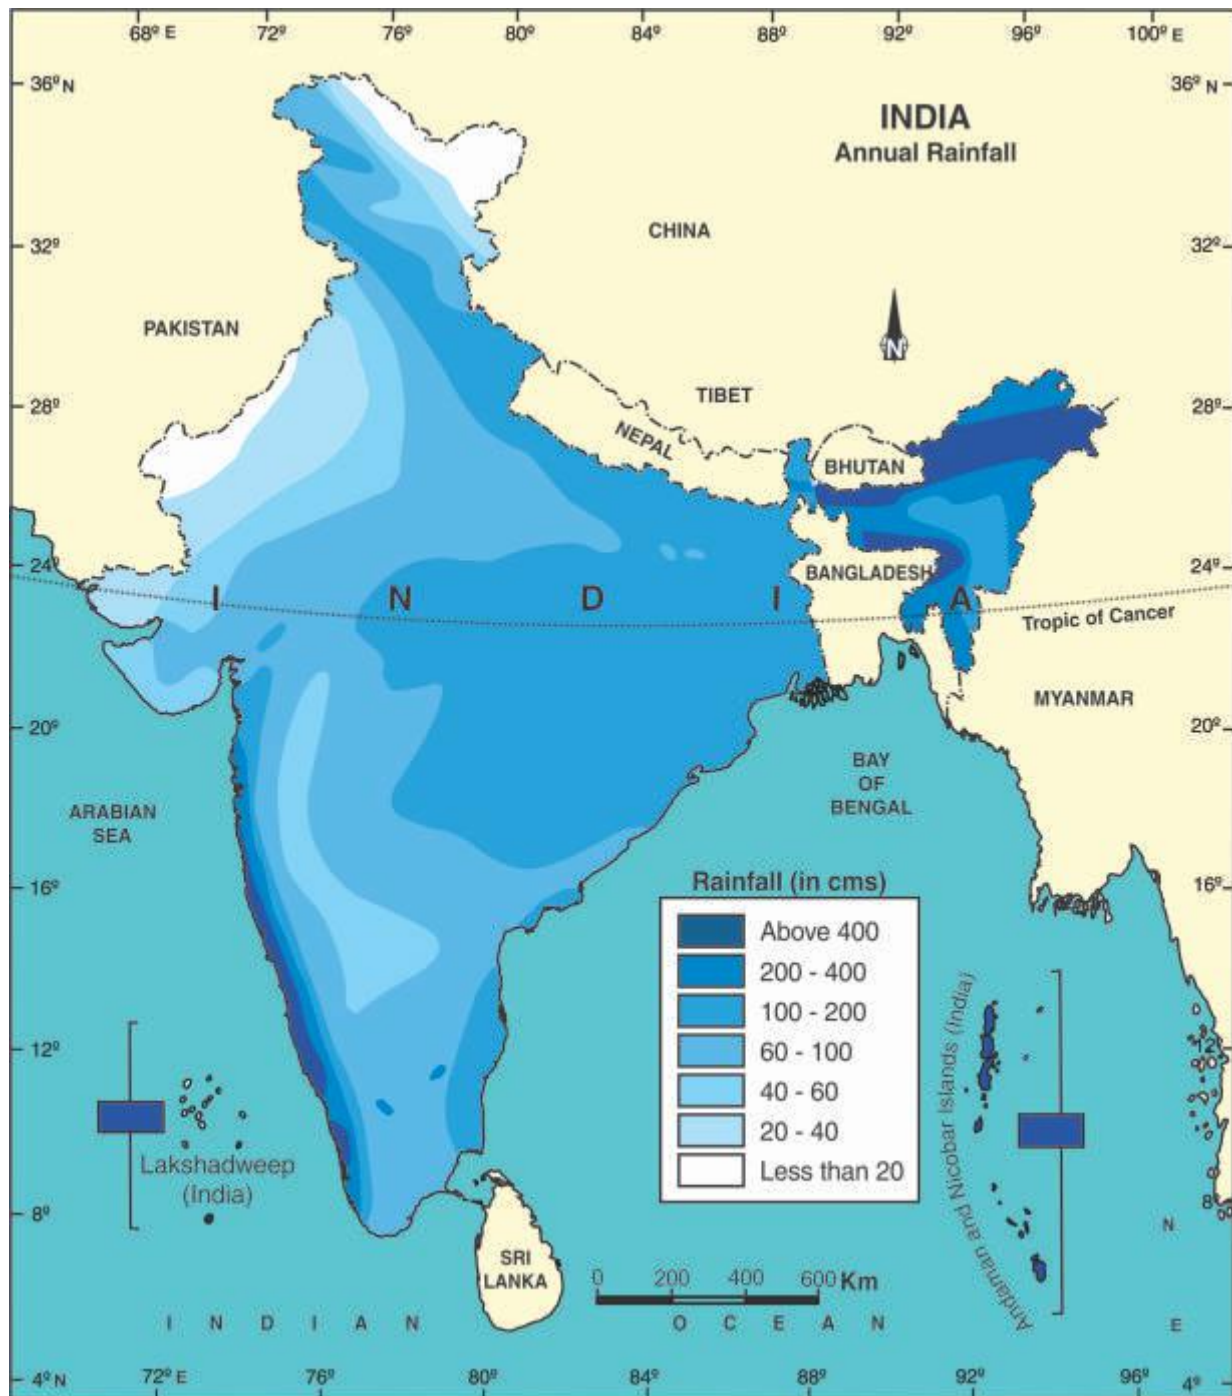 68º E 72º 76º 80º 84º 88º 92º 96º 100º E
36º N 36º N
INDIA
Annual Rainfall
CHINA
32º 32º
PAKISTAN
N
TIBET
28º 28º
NEPAL
BHUTAN
24º 24º
BANGLADESH
I N D I A
Tropic of Cancer
MYANMAR
20º 20º
BAY
OF
BENGAL
ARABIAN
SEA
16º 16º
Rainfall (in cms)
Above 400
200 - 400
100 - 200
60 - 100
40 - 60
20 - 40
Less than 20
12º 12º
Lakshadweep
(India)
Andaman and Nicobar Islands (India)
8º 8º
N
SRI
LANKA
0 200 400 600 Km
I N D I A N O C E A N
E
4º N 72º E 76º 80º 84º 88º 92º 96º 4º